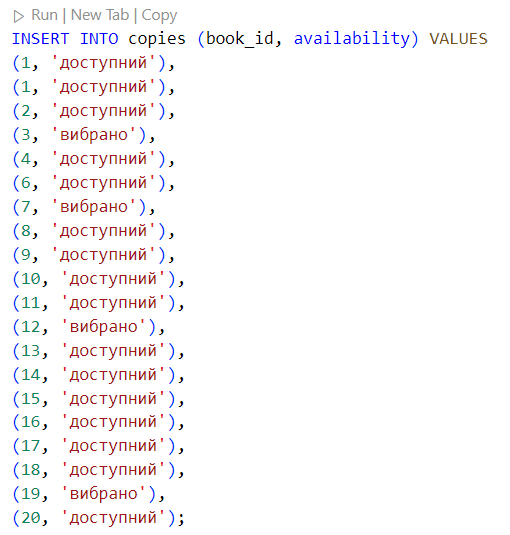 Run | New Tab | Copy
INSERT INTO copies (book_id, availability) VALUES
(1, 'доступний'),
(1, 'доступний'),
(2, 'доступний'),
(3, 'вибрано'),
(4, 'доступний'),
(6, 'доступний'),
(7, 'вибрано'),
(8, 'доступний'),
(9, 'доступний'),
(10, 'доступний'),
(11, 'доступний'),
(12, 'вибрано'),
(13, 'доступний'),
(14, 'доступний'),
(15, 'доступний'),
(16, 'доступний'),
(17, 'доступний'),
(18, 'доступний'),
(19, 'вибрано'),
(20, 'доступний');